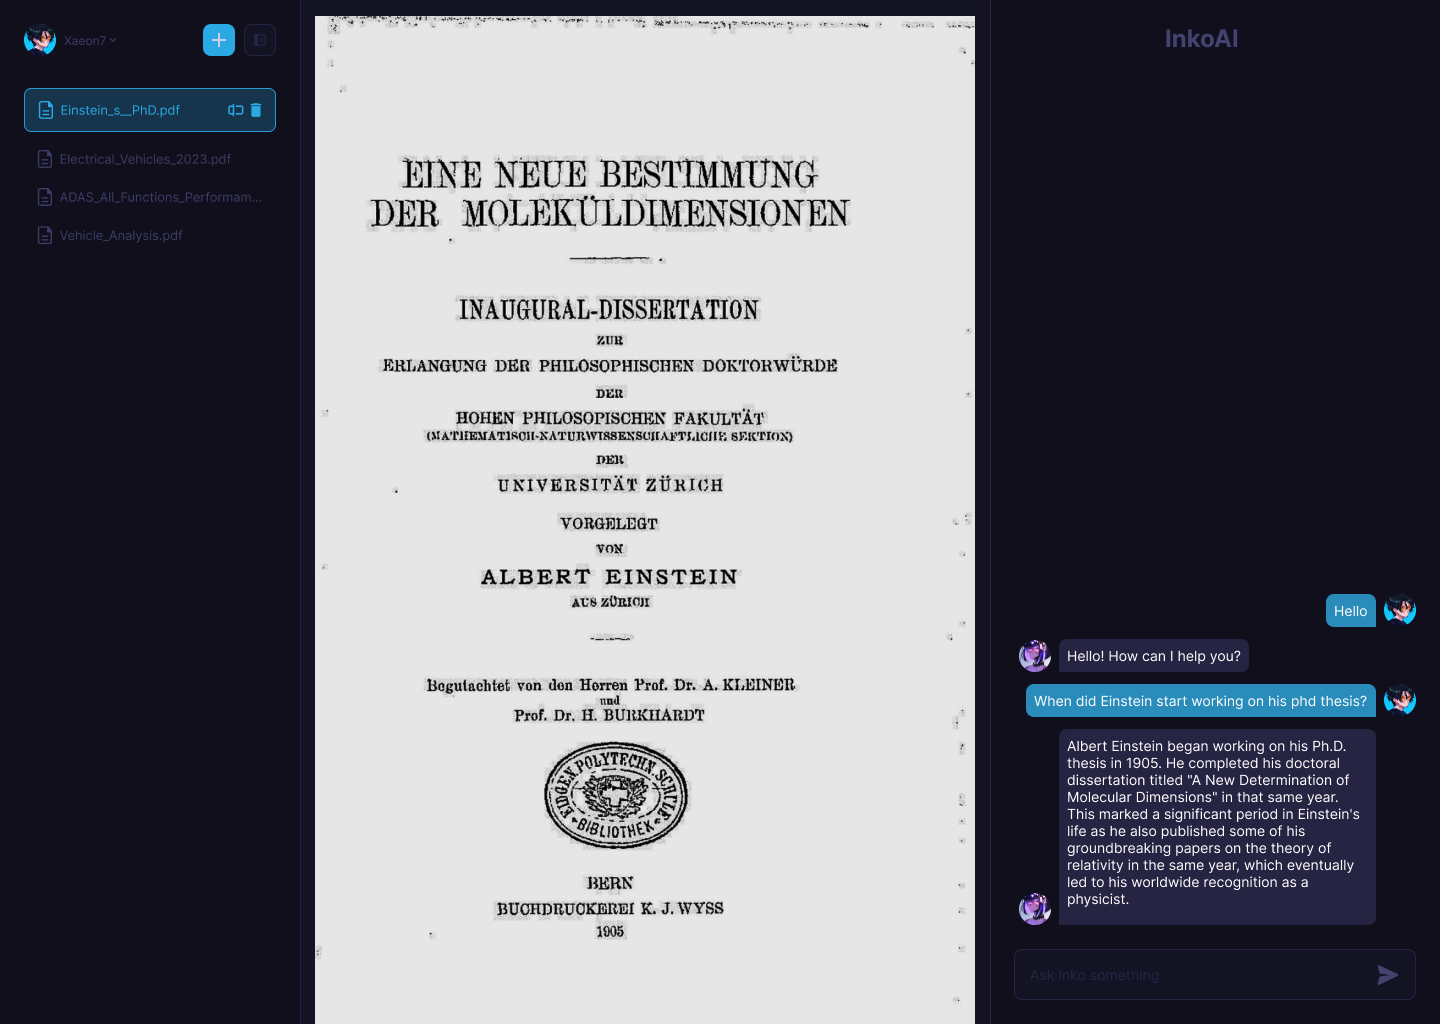 Xaeon7
Einstein_s__PhD.pdf
Electrical_Vehicles_2023.pdf
ADAS_All_Functions_Performam...
Vehicle_Analysis.pdf
EINE NEUE BESTIMMUNG
DER MOLEKÜLDIMENSIONEN
INAUGURAL-DISSERTATION
ZUR
ERLANGUNG DER PHILOSOPHISCHEN DOKTORWÜRDE
DER
HOHEN PHILOSOPISCHEN FAKULTÄT
(MATHEMATISCH-NATURWISSENSCHAFTLICHE SEKTION)
DER
UNIVERSITÄT ZÜRICH
VORGELEGT
VON
ALBERT EINSTEIN
AUS ZÜRICH
Begutachtet von den Herren Prof. Dr. A. KLEINER
und
Prof. Dr. H. BURKHARDT
EIDGEN. POLYTECHN. SCHULE
BIBLIOTHEK
BERN
BUCHDRUCKEREI K. J. WYSS
1905
InkoAI
Hello
Hello! How can I help you?
When did Einstein start working on his phd thesis?
Albert Einstein began working on his Ph.D.
thesis in 1905. He completed his doctoral
dissertation titled "A New Determination of
Molecular Dimensions" in that same year.
This marked a significant period in Einstein's
life as he also published some of his
groundbreaking papers on the theory of
relativity in the same year, which eventually
led to his worldwide recognition as a
physicist.
Ask Inko something